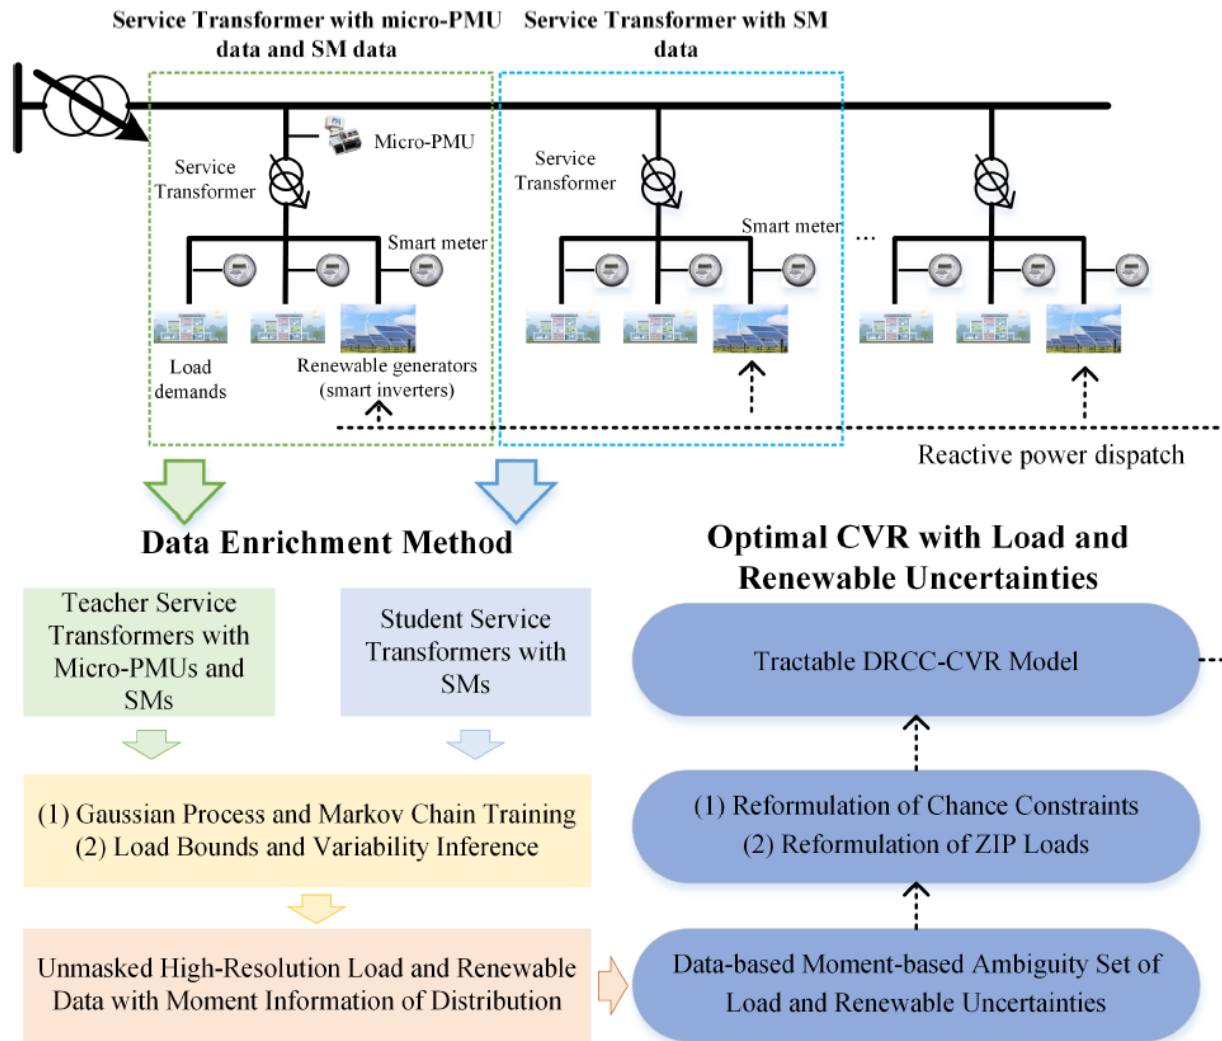 Service Transformer with micro-PMU
data and SM data
Service Transformer with SM
data
Micro-PMU
Service
Transformer
Service
Transformer
Smart meter
Smart meter
...
Load
demands
Renewable generators
(smart inverters)
Reactive power dispatch
Data Enrichment Method
Optimal CVR with Load and
Renewable Uncertainties
Teacher Service
Transformers with
Micro-PMUs and
SMs
Student Service
Transformers with
SMs
Tractable DRCC-CVR Model
(1) Gaussian Process and Markov Chain Training
(2) Load Bounds and Variability Inference
(1) Reformulation of Chance Constraints
(2) Reformulation of ZIP Loads
Unmasked High-Resolution Load and Renewable
Data with Moment Information of Distribution
Data-based Moment-based Ambiguity Set of
Load and Renewable Uncertainties